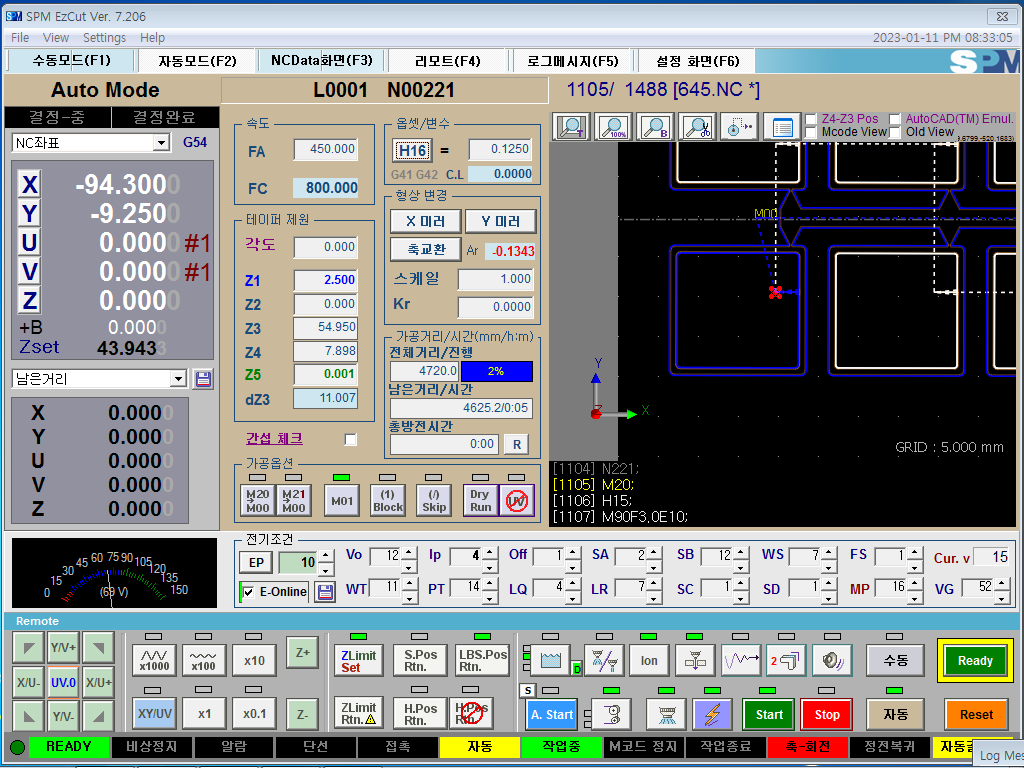 SPM EzCut Ver. 7.206
File View Settings Help
2023-01-11 PM 08:33:05
수동모드(F1) 자동모드(F2) NCData화면(F3) 리모트(F4) 로그메시지(F5) 설정 화면(F6)
SPM
Auto Mode
L0001 N00221
1105/ 1488 [645.NC *]
결정-중 결정완료
NC좌표 G54
X -94.3000
Y -9.2500
U 0.0000 #1
V 0.0000 #1
Z 0.0000
+B 0.0000
Zset 43.9433
남은거리
X 0.0000
Y 0.0000
U 0.0000
V 0.0000
Z 0.0000
속도
FA 450.000
FC 800.000
테이퍼 제원
각도 0.000
Z1 2.500
Z2 0.000
Z3 54.950
Z4 7.898
Z5 0.001
dZ3 11.007
간섭 체크
옵셋/변수
H16 = 0.1250
G41 G42 C.L 0.0000
형상 변경
X 미러 Y 미러
축교환 Ar -0.1343
스케일 1.000
Kr 0.0000
가공거리/시간(mm/h:m)
전체거리/진행
4720.0 2%
남은거리/시간
4625.2/0:05
총방전시간
0:00 R
가공옵션
M20 M00
M21 M00
M01
(1) Block
(/) Skip
Dry Run
UV
T 100% B
Z4-Z3 Pos AutoCAD(TM) Emul.
Mcode View Old View
M00
Y
Z X
GRID : 5.000 mm
[1104] N221;
[1105] M20;
[1106] H15;
[1107] M90F3,0E10;
0 15 30 45 60 75 90 105 120 135 150
(69 V)
전기조건
EP 10
E-Online
Vo 12 Ip 4 Off 1 SA 2 SB 12 WS 7 FS 1 Cur. v 15
WT 11 PT 14 LQ 4 LR 7 SC 1 SD 1 MP 16 VG 52
Remote
Y/V+
X/U- UV.0 X/U+
Y/V-
x1000 x100 x10 Z+
XY/UV x1 x0.1 Z-
ZLimit Set
S.Pos Rtn.
LBS.Pos Rtn.
ZLimit Rtn.
H.Pos Rtn.
D
Ion
2
수동
Ready
S
A. Start
Start
Stop
자동
Reset
READY 비상정지 알람 단선 접촉 자동 작업중 M코드 정지 작업종료 축-회전 정전복귀
Log Mes